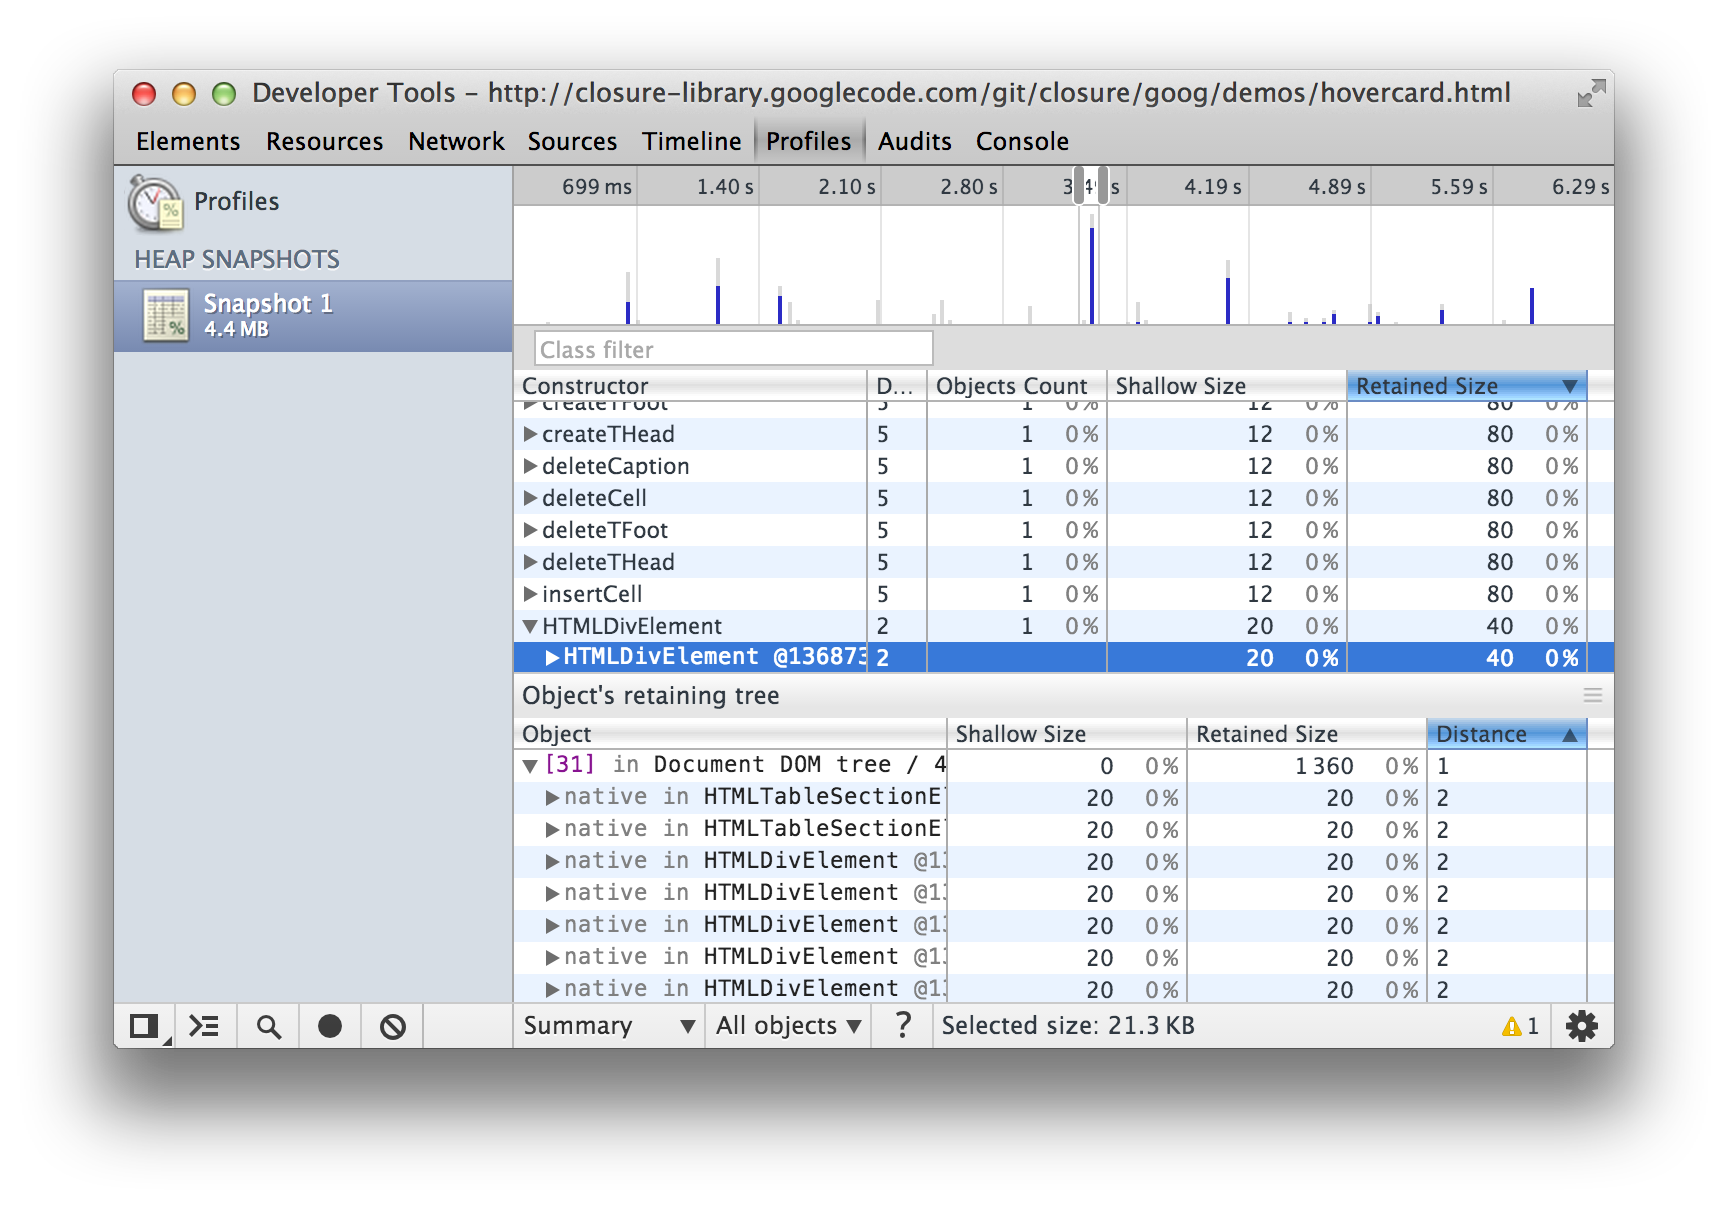 Developer Tools – http://closure-library.googlecode.com/git/closure/goog/demos/hovercard.html
Elements Resources Network Sources Timeline Profiles Audits Console
Profiles
HEAP SNAPSHOTS
Snapshot 1
4.4 MB
699 ms 1.40 s 2.10 s 2.80 s 3.49 s 4.19 s 4.89 s 5.59 s 6.29 s
Class filter
Constructor D... Objects Count Shallow Size Retained Size ▼
createTFoot 5 1 0% 12 0% 80 0%
createTHead 5 1 0% 12 0% 80 0%
deleteCaption 5 1 0% 12 0% 80 0%
deleteCell 5 1 0% 12 0% 80 0%
deleteTFoot 5 1 0% 12 0% 80 0%
deleteTHead 5 1 0% 12 0% 80 0%
insertCell 5 1 0% 12 0% 80 0%
HTMLDivElement 2 1 0% 20 0% 40 0%
HTMLDivElement @136873 2 20 0% 40 0%
Object's retaining tree
Object Shallow Size Retained Size Distance ▲
[31] in Document DOM tree / 4 0 0% 1 360 0% 1
native in HTMLTableSectionEl 20 0% 20 0% 2
native in HTMLTableSectionEl 20 0% 20 0% 2
native in HTMLDivElement @13 20 0% 20 0% 2
native in HTMLDivElement @13 20 0% 20 0% 2
native in HTMLDivElement @13 20 0% 20 0% 2
native in HTMLDivElement @13 20 0% 20 0% 2
native in HTMLDivElement @13 20 0% 20 0% 2
Summary ▼ All objects ▼ ? Selected size: 21.3 KB 1